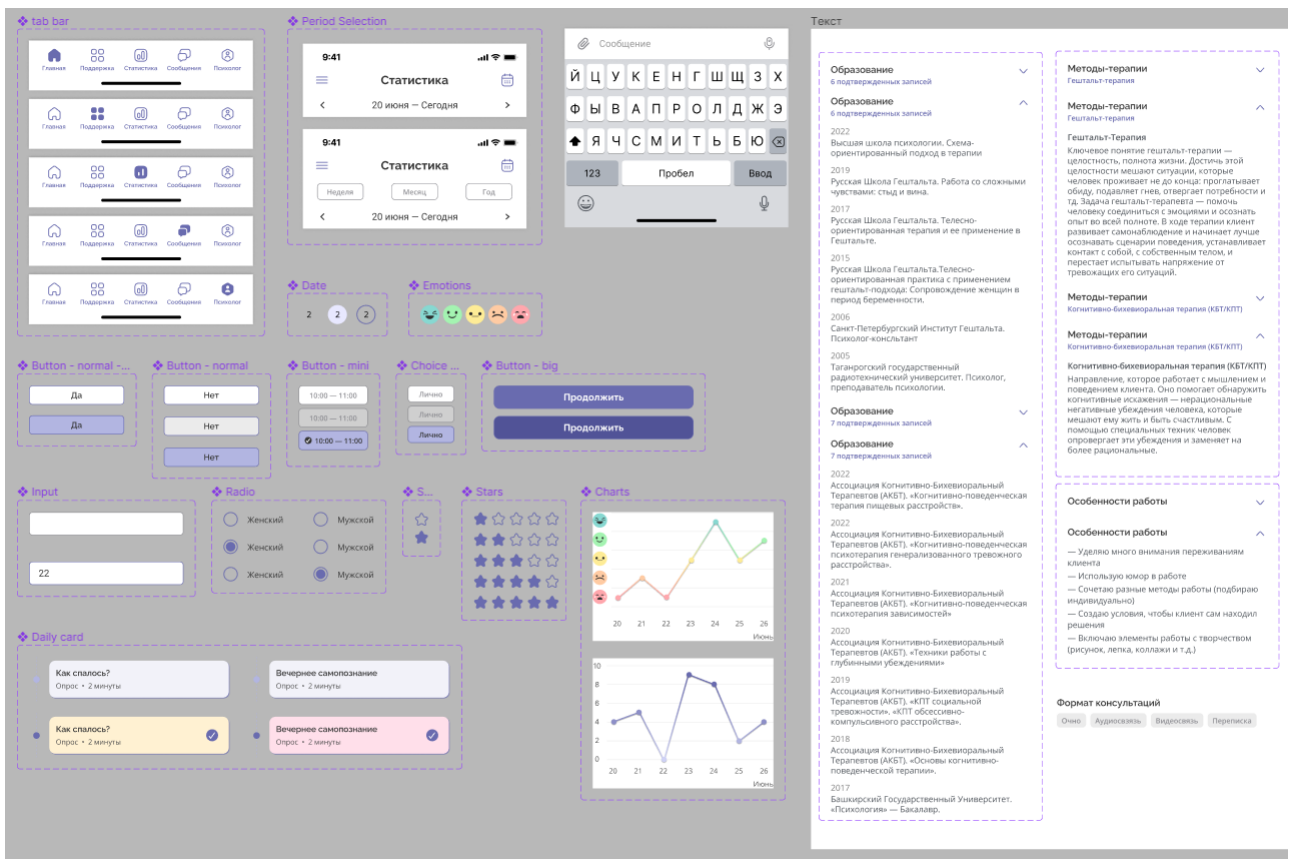 tab bar
Главная Поддержка Статистика Сообщения Психолог
Главная Поддержка Статистика Сообщения Психолог
Главная Поддержка Статистика Сообщения Психолог
Главная Поддержка Статистика Сообщения Психолог
Главная Поддержка Статистика Сообщения Психолог
Period Selection
9:41
Статистика
20 июня — Сегодня
9:41
Статистика
Неделя Месяц Год
20 июня — Сегодня
Сообщение
Й Ц У К Е Н Г Ш Щ З Х
Ф Ы В А П Р О Л Д Ж Э
Я Ч С М И Т Ь Б Ю
123 Пробел Ввод
Date
2 2 2
Emotions
Button - normal -...
Да
Да
Button - normal
Нет
Нет
Нет
Button - mini
10:00 — 11:00
10:00 — 11:00
10:00 — 11:00
Choice ...
Лично
Лично
Лично
Button - big
Продолжить
Продолжить
Input
22
Radio
Женский Мужской
Женский Мужской
Женский Мужской
S...
Stars
Charts
20 21 22 23 24 25 26
Июнь
10
8
6
4
2
0
20 21 22 23 24 25 26
Июнь
Daily card
Как спалось?
Опрос • 2 минуты
Вечернее самопознание
Опрос • 2 минуты
Как спалось?
Опрос • 2 минуты
Вечернее самопознание
Опрос • 2 минуты
Текст
Образование
6 подтвержденных записей
Образование
6 подтвержденных записей
2022
Высшая школа психологии. Схема-
ориентированный подход в терапии
2019
Русская Школа Гештальта. Работа со сложными
чувствами: стыд и вина.
2017
Русская Школа Гештальта. Телесно-
ориентированная терапия и ее применение в
Гештальте.
2015
Русская Школа Гештальта.Телесно-
ориентированная практика с применением
гештальт-подхода: Сопровождение женщин в
период беременности.
2006
Санкт-Петербургский Институт Гештальта.
Психолог-консльтант
2005
Таганрогский государственный
радиотехнический университет. Психолог,
преподаватель психологии.
Образование
7 подтвержденных записей
Образование
7 подтвержденных записей
2022
Ассоциация Когнитивно-Бихевиоральный
Терапевтов (АКБТ). «Когнитивно-поведенческая
терапия пищевых расстройств».
2022
Ассоциация Когнитивно-Бихевиоральный
Терапевтов (АКБТ). «Когнитивно-поведенческая
психотерапия генерализованного тревожного
расстройства».
2021
Ассоциация Когнитивно-Бихевиоральный
Терапевтов (АКБТ). «Когнитивно-поведенческая
психотерапия зависимостей»
2020
Ассоциация Когнитивно-Бихевиоральный
Терапевтов (АКБТ). «Техники работы с
глубинными убеждениями»
2019
Ассоциация Когнитивно-Бихевиоральный
Терапевтов (АКБТ). «КПТ социальной
тревожности». «КПТ обсессивно-
компульсивного расстройства».
2018
Ассоциация Когнитивно-Бихевиоральный
Терапевтов (АКБТ). «Основы когнитивно-
поведенческой терапии».
2017
Башкирский Государственный Университет.
«Психология» — Бакалавр.
Методы-терапии
Гештальт-терапия
Методы-терапии
Гештальт-терапия
Гештальт-Терапия
Ключевое понятие гештальт-терапии —
целостность, полнота жизни. Достичь этой
целостности мешают ситуации, которые
человек проживает не до конца: проглатывает
обиду, подавляет гнев, отвергает потребности и
тд. Задача гештальт-терапевта — помочь
человеку соединиться с эмоциями и осознать
опыт во всей полноте. В ходе терапии клиент
развивает самонаблюдение и начинает лучше
осознавать сценарии поведения, устанавливает
контакт с собой, с собственным телом, и
перестает испытывать напряжение от
тревожащих его ситуаций.
Методы-терапии
Когнитивно-бихевиоральная терапия (КБТ/КПТ)
Методы-терапии
Когнитивно-бихевиоральная терапия (КБТ/КПТ)
Когнитивно-бихевиоральная терапия (КБТ/КПТ)
Направление, которое работает с мышлением и
поведением клиента. Оно помогает обнаружить
когнитивные искажения — нерациональные
негативные убеждения человека, которые
мешают ему жить и быть счастливым. С
помощью специальных техник человек
опровергает эти убеждения и заменяет на
более рациональные.
Особенности работы
Особенности работы
— Уделяю много внимания переживаниям
клиента
— Использую юмор в работе
— Сочетаю разные методы работы (подбираю
индивидуально)
— Создаю условия, чтобы клиент сам находил
решения
— Включаю элементы работы с творчеством
(рисунок, лепка, коллажи и т.д.)
Формат консультаций
Очно Аудиосвязь Видеосвязь Переписка